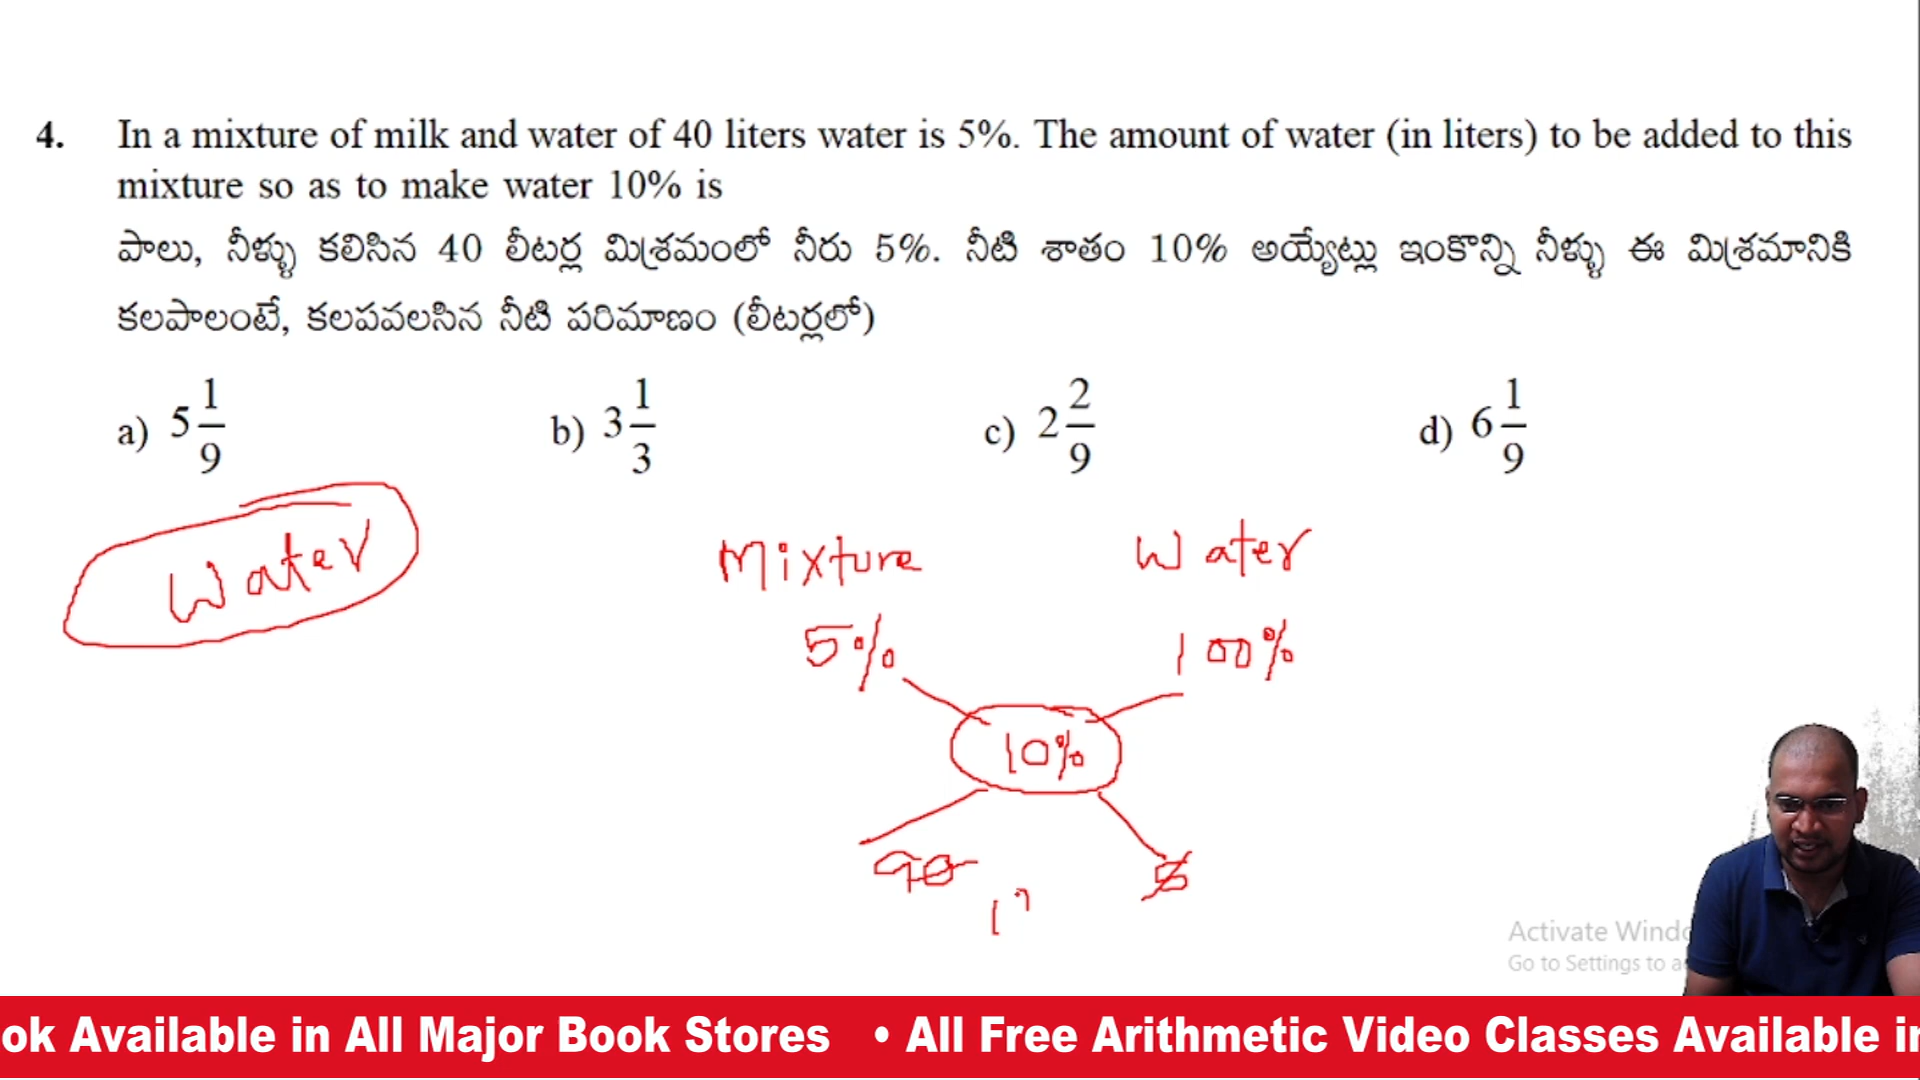 4. In a mixture of milk and water of 40 liters water is 5%. The amount of water (in liters) to be added to this
mixture so as to make water 10% is
పాలు, నీళ్ళు కలిసిన 40 లీటర్ల మిశ్రమంలో నీరు 5%. నీటి శాతం 10% అయ్యేట్లు ఇంకొన్ని నీళ్ళు ఈ మిశ్రమానికి
కలపాలంటే, కలపవలసిన నీటి పరిమాణం (లీటర్లలో)
a) 5 1/9 b) 3 1/3 c) 2 2/9 d) 6 1/9
Water
Mixture Water
5% 100%
10%
90 5
Activate Wind
Go to Settings to a
ok Available in All Major Book Stores • All Free Arithmetic Video Classes Available in